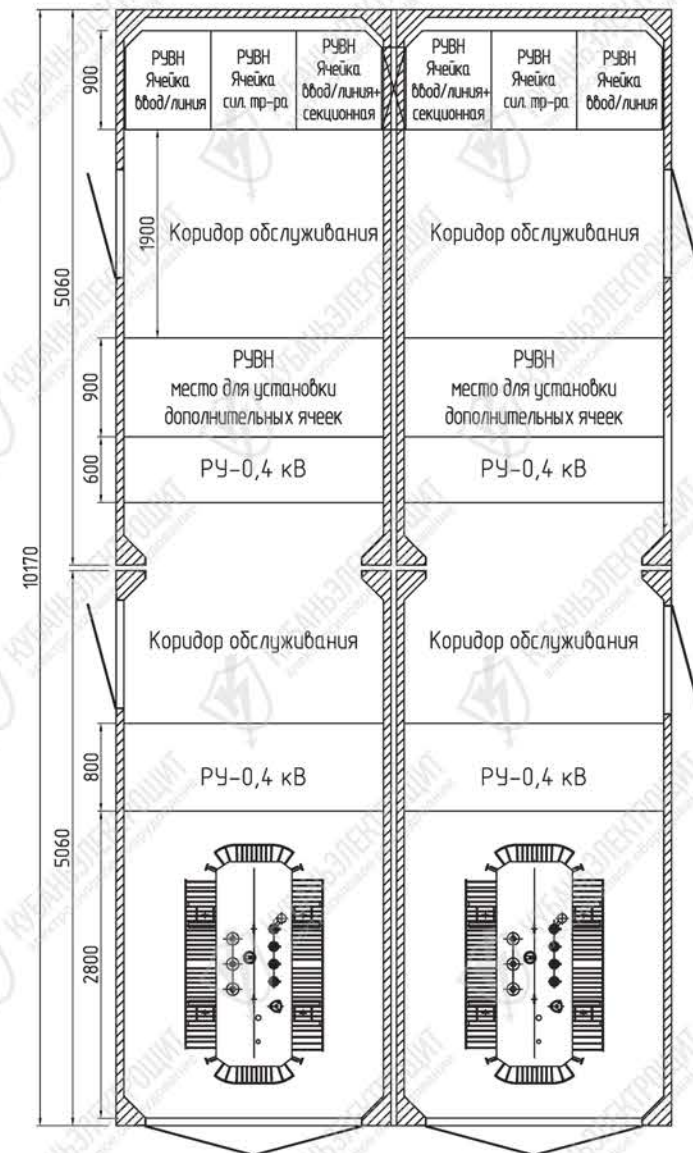 РУВН
Ячейка
ввод/линия
РУВН
Ячейка
сил. тр-ра
РУВН
Ячейка
ввод/линия+
секционная
РУВН
Ячейка
ввод/линия+
секционная
РУВН
Ячейка
сил. тр-ра
РУВН
Ячейка
ввод/линия
900
1900
Коридор обслуживания
Коридор обслуживания
5060
900
РУВН
место для установки
дополнительных ячеек
РУВН
место для установки
дополнительных ячеек
600
РУ-0,4 кВ
РУ-0,4 кВ
10170
Коридор обслуживания
Коридор обслуживания
800
РУ-0,4 кВ
РУ-0,4 кВ
5060
2800
КУБАНЬЭЛЕКТРОЩИТ